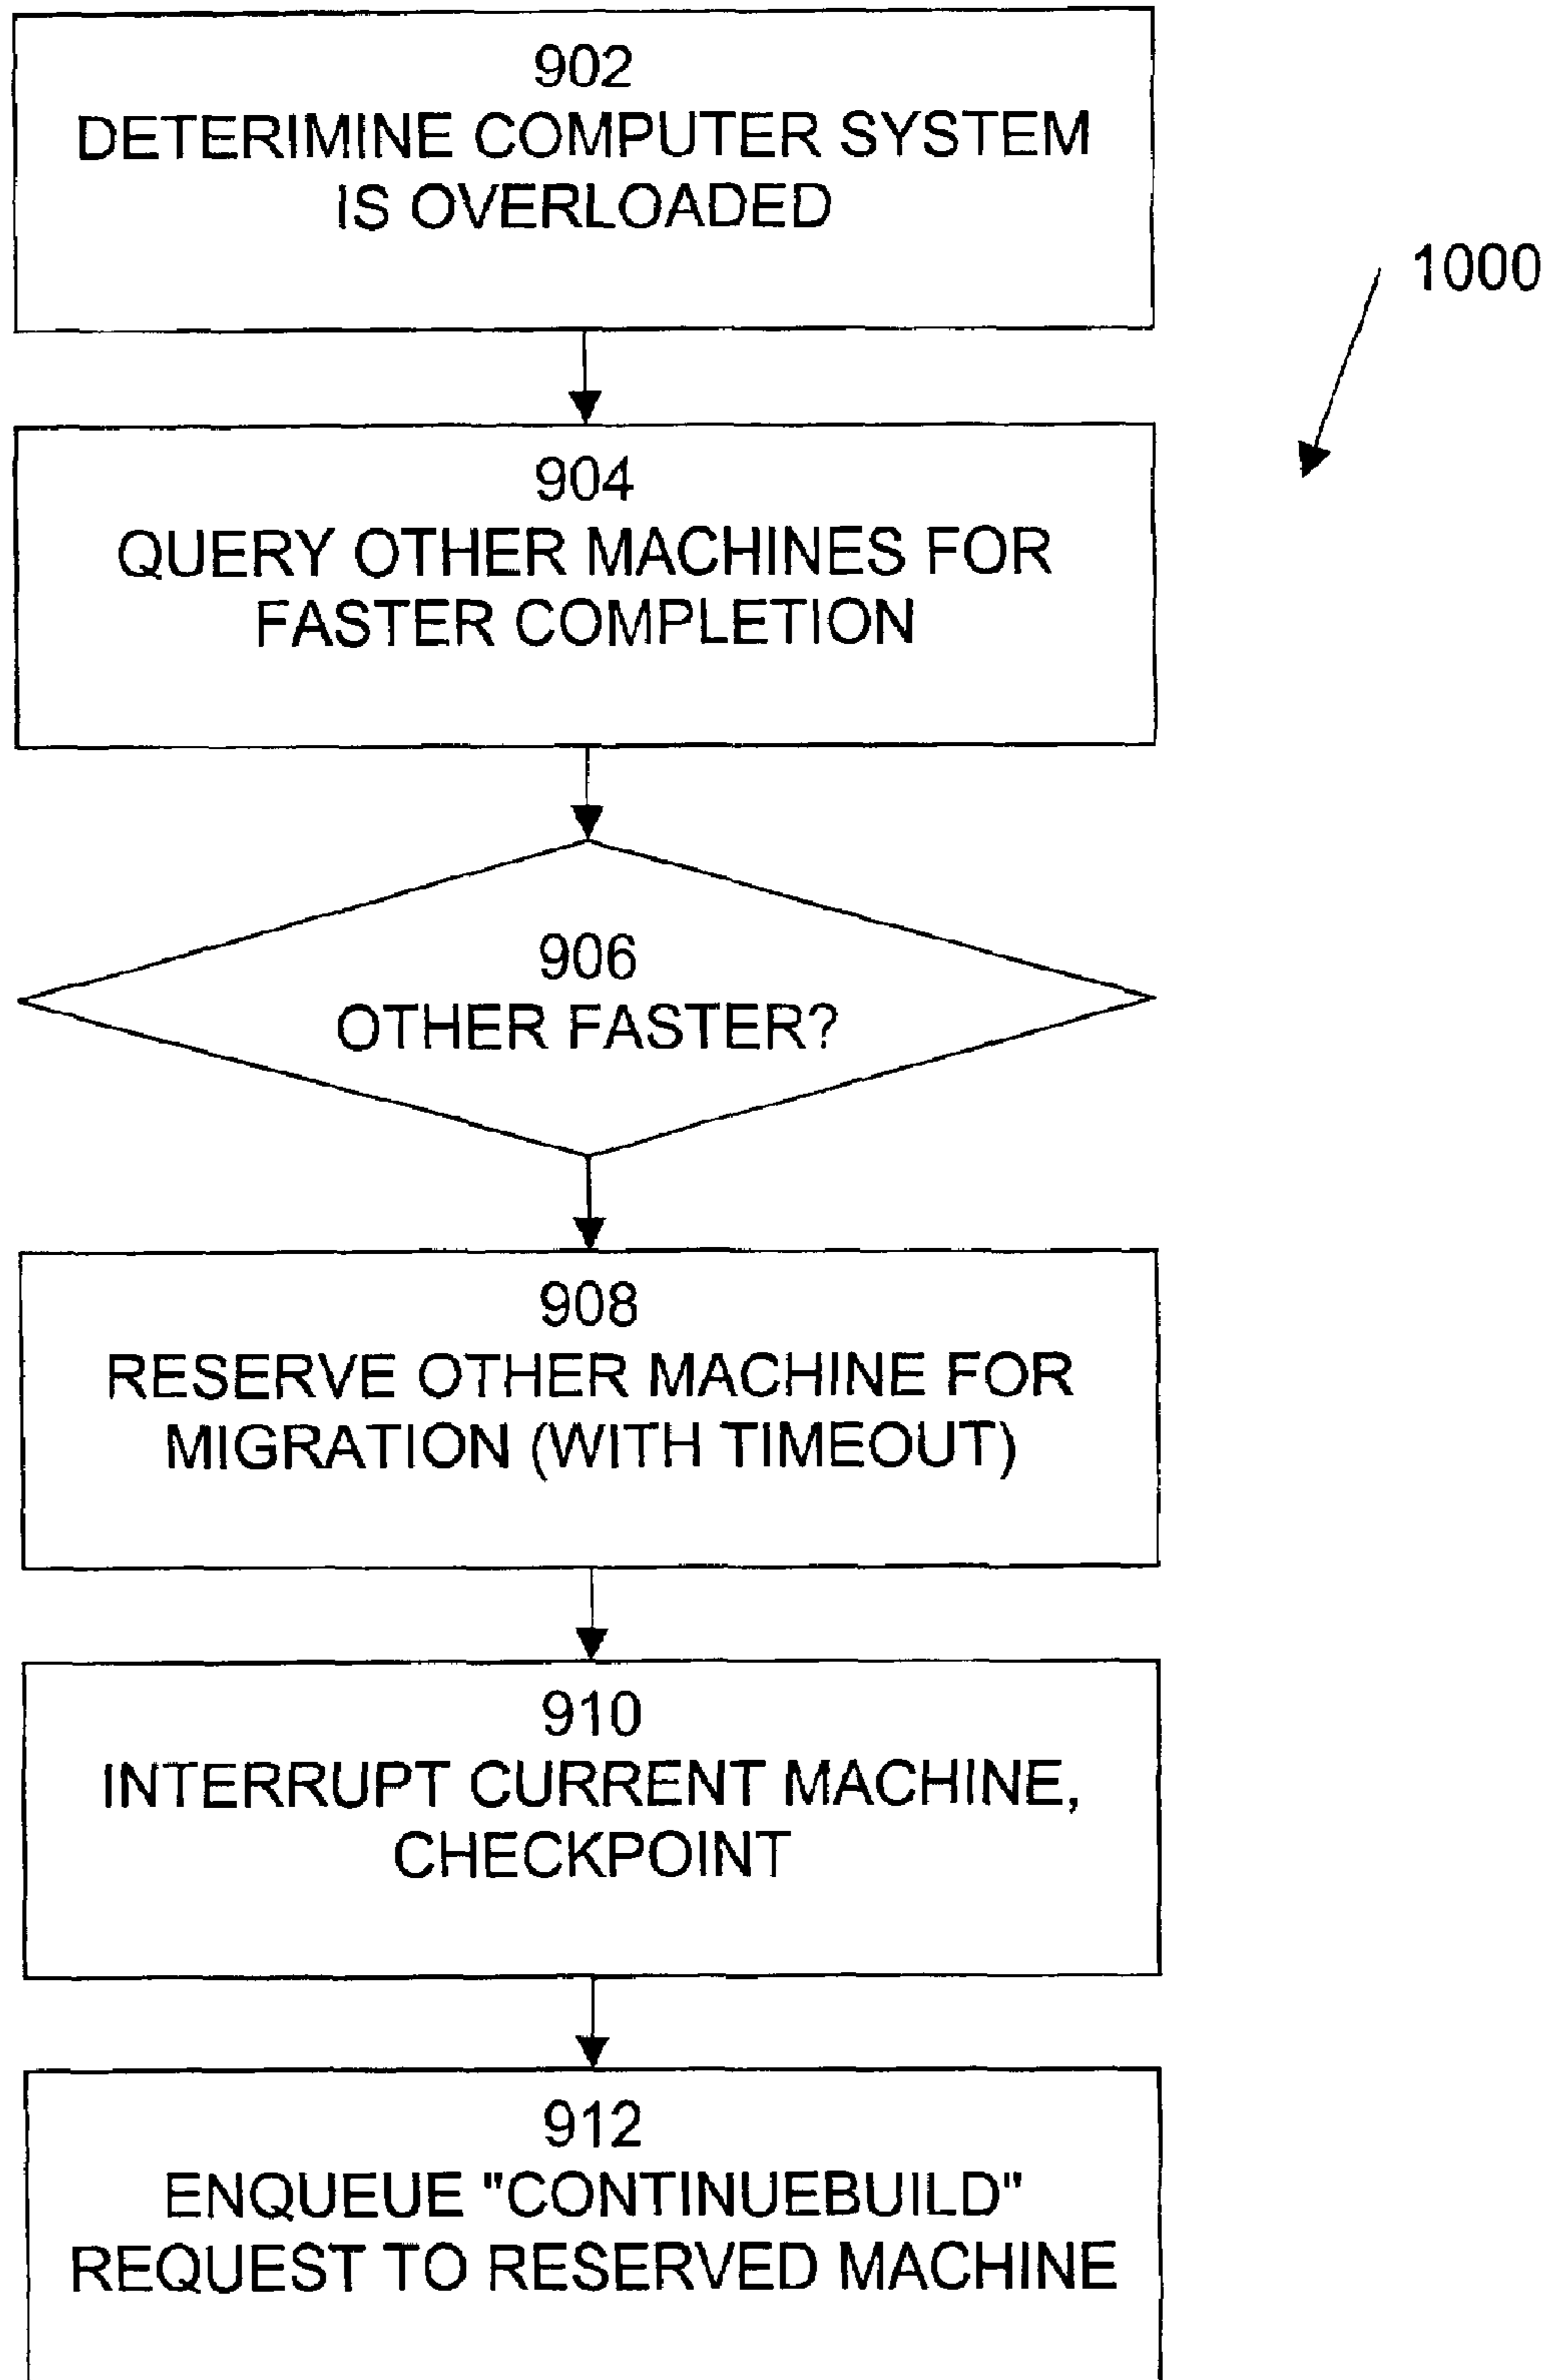 902
DETERIMINE COMPUTER SYSTEM
IS OVERLOADED
1000
904
QUERY OTHER MACHINES FOR
FASTER COMPLETION
906
OTHER FASTER?
908
RESERVE OTHER MACHINE FOR
MIGRATION (WITH TIMEOUT)
910
INTERRUPT CURRENT MACHINE,
CHECKPOINT
912
ENQUEUE "CONTINUEBUILD"
REQUEST TO RESERVED MACHINE